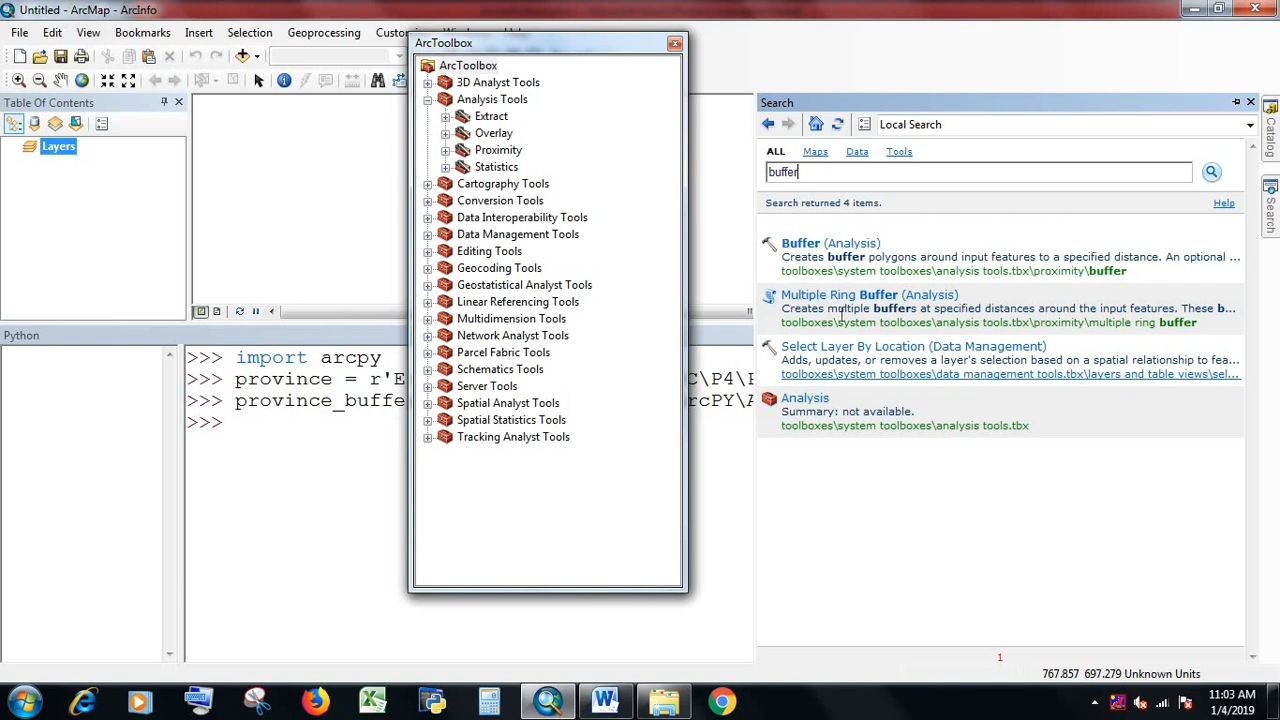 Untitled - ArcMap - ArcInfo
File Edit View Bookmarks Insert Selection Geoprocessing
Table Of Contents
Layers
ArcToolbox
ArcToolbox
3D Analyst Tools
Analysis Tools
Extract
Overlay
Proximity
Statistics
Cartography Tools
Conversion Tools
Data Interoperability Tools
Data Management Tools
Editing Tools
Geocoding Tools
Geostatistical Analyst Tools
Linear Referencing Tools
Multidimension Tools
Network Analyst Tools
Parcel Fabric Tools
Schematics Tools
Server Tools
Spatial Analyst Tools
Spatial Statistics Tools
Tracking Analyst Tools
Python
>>> import arcpy
>>> province = r'E C\P4\
>>> province_buffe rcPY\
>>>
Search
Local Search
ALL Maps Data Tools
buffer
Search returned 4 items. Help
Buffer (Analysis)
Creates buffer polygons around input features to a specified distance. An optional ...
toolboxes\system toolboxes\analysis tools.tbx\proximity\buffer
Multiple Ring Buffer (Analysis)
Creates multiple buffers at specified distances around the input features. These b...
toolboxes\system toolboxes\analysis tools.tbx\proximity\multiple ring buffer
Select Layer By Location (Data Management)
Adds, updates, or removes a layer's selection based on a spatial relationship to fea...
toolboxes\system toolboxes\data management tools.tbx\layers and table views\sel...
Analysis
Summary: not available.
toolboxes\system toolboxes\analysis tools.tbx
1
Catalog
Search
767.857 697.279 Unknown Units
11:03 AM
1/4/2019